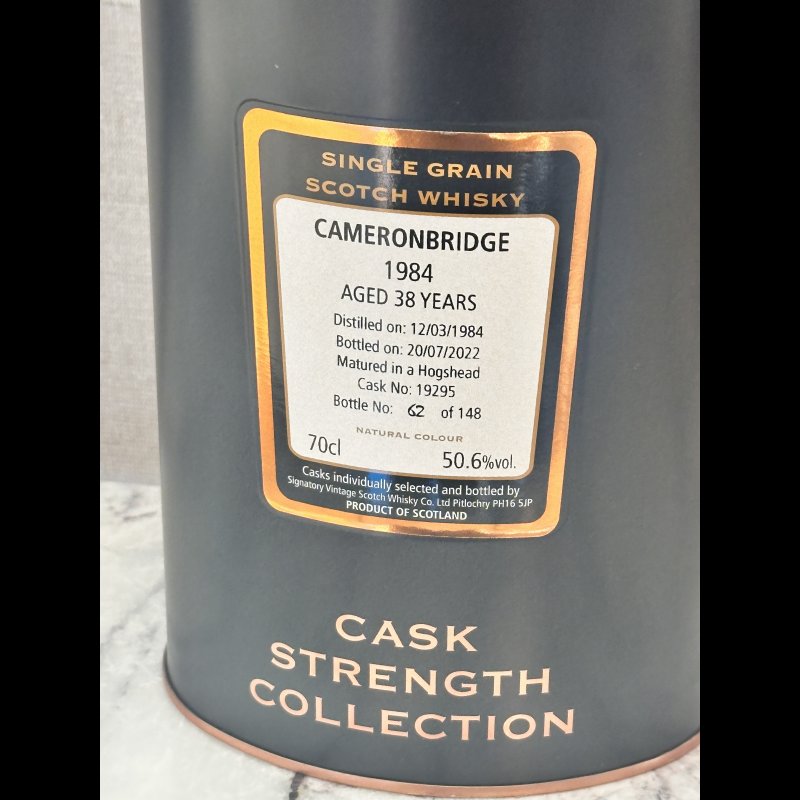 SINGLE GRAIN
SCOTCH WHISKY
CAMERONBRIDGE
1984
AGED 38 YEARS
Distilled on: 12/03/1984
Bottled on: 20/07/2022
Matured in a Hogshead
Cask No: 19295
Bottle No: 62 of 148
NATURAL COLOUR
70cl 50.6%vol.
Casks individually selected and bottled by
Signatory Vintage Scotch Whisky Co. Ltd Pitlochry PH16 5JP
PRODUCT OF SCOTLAND
CASK
STRENGTH
COLLECTION